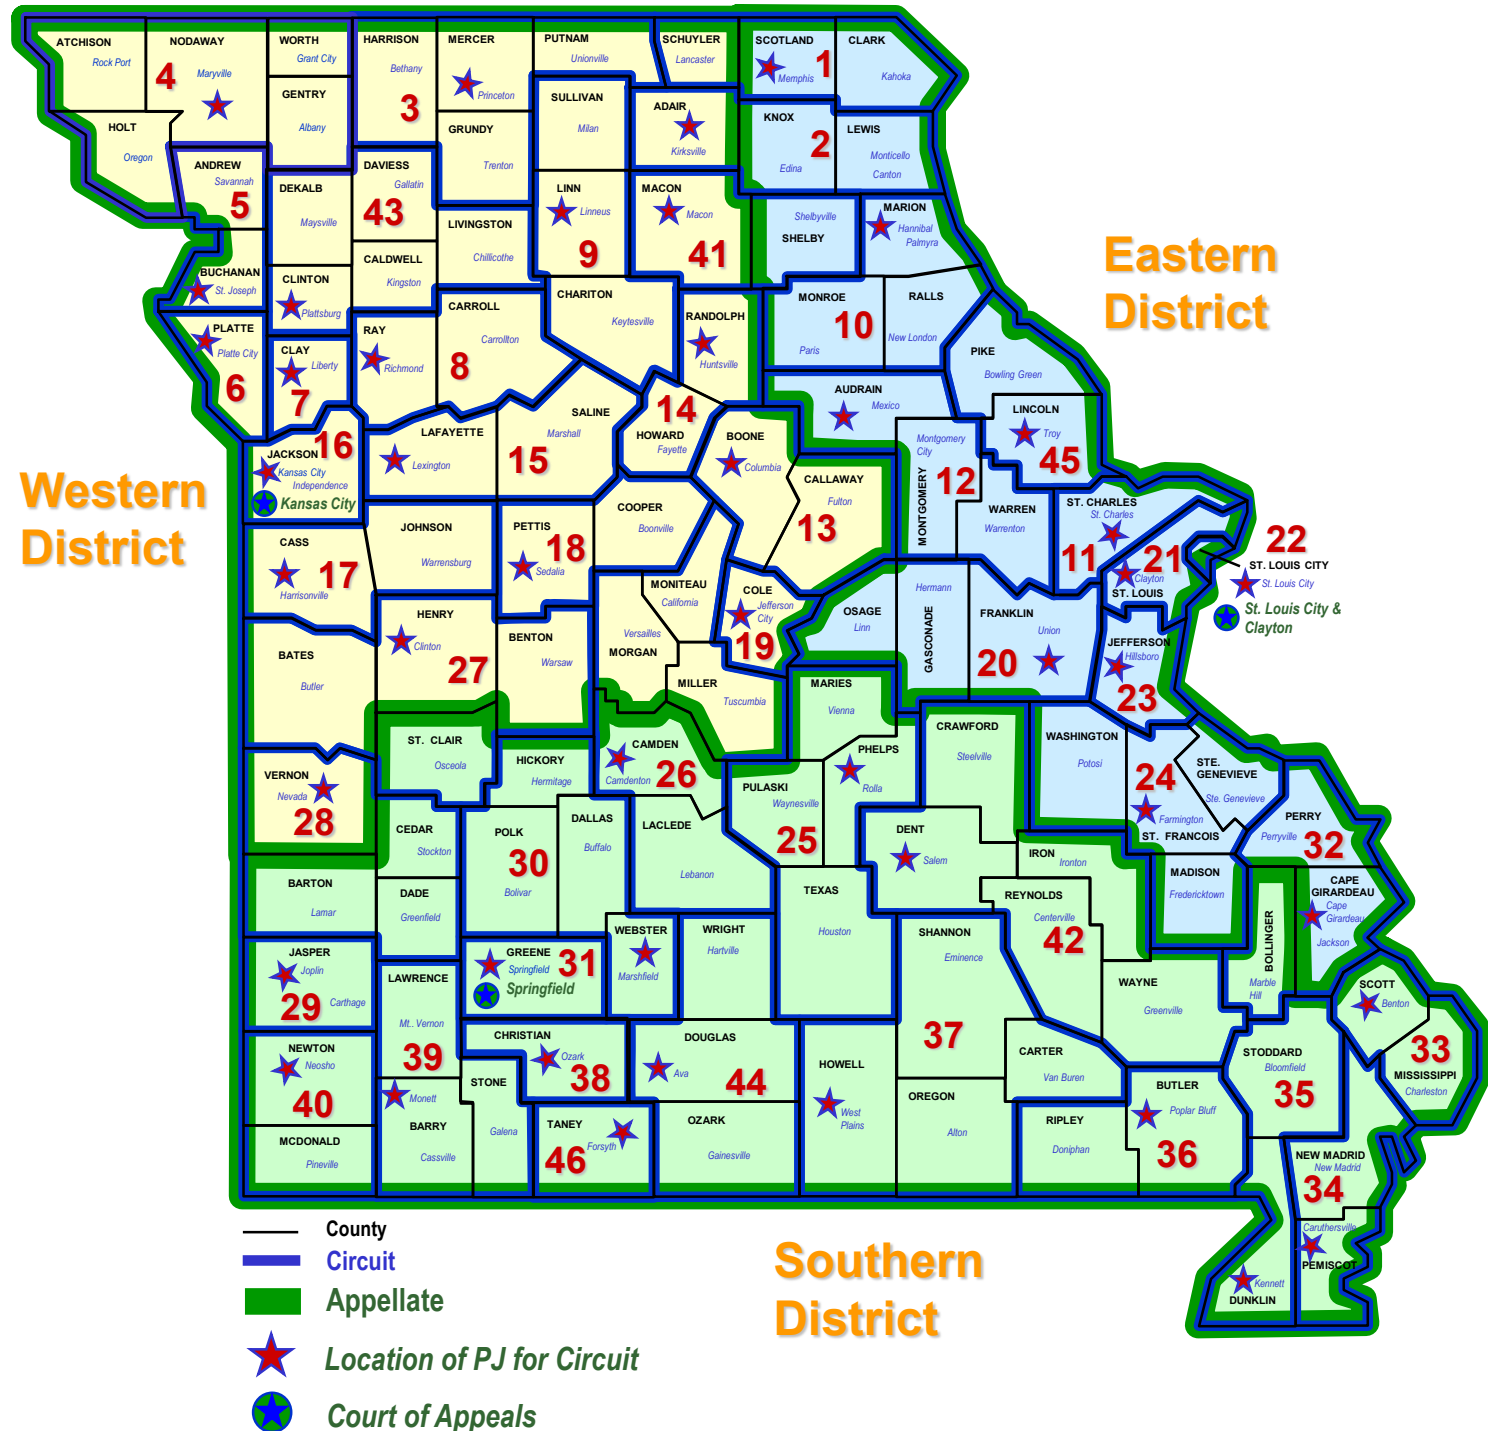 ATCHISON
Rock Port
NODAWAY
Maryville
4
WORTH
Grant City
GENTRY
Albany
HARRISON
Bethany
3
MERCER
Princeton
PUTNAM
Unionville
SCHUYLER
Lancaster
SCOTLAND
Memphis
1
CLARK
Kahoka
HOLT
Oregon
ANDREW
Savannah
5
DEKALB
Maysville
DAVIESS
Gallatin
43
GRUNDY
Trenton
SULLIVAN
Milan
ADAIR
Kirksville
KNOX
Edina
2
LEWIS
Monticello
Canton
LIVINGSTON
Chillicothe
LINN
Linneus
9
MACON
Macon
41
Shelbyville
SHELBY
MARION
Hannibal
Palmyra
Eastern
District
BUCHANAN
St. Joseph
CLINTON
Plattsburg
CALDWELL
Kingston
CARROLL
Carrollton
8
CHARITON
Keytesville
RANDOLPH
Huntsville
MONROE
Paris
10
RALLS
New London
PIKE
Bowling Green
PLATTE
Platte City
6
CLAY
Liberty
7
RAY
Richmond
14
HOWARD
Fayette
AUDRAIN
Mexico
LINCOLN
Troy
45
Western
District
JACKSON
16
Kansas City
Independence
Kansas City
LAFAYETTE
Lexington
SALINE
Marshall
15
BOONE
Columbia
CALLAWAY
Fulton
13
Montgomery
City
MONTGOMERY
12
WARREN
Warrenton
ST. CHARLES
St. Charles
11
21
Clayton
ST. LOUIS
22
ST. LOUIS CITY
St. Louis City
St. Louis City &
Clayton
CASS
Harrisonville
17
JOHNSON
Warrensburg
PETTIS
18
Sedalia
COOPER
Boonville
MONITEAU
California
COLE
Jefferson
City
19
OSAGE
Linn
Hermann
GASCONADE
FRANKLIN
Union
20
JEFFERSON
Hillsboro
23
BATES
Butler
HENRY
Clinton
27
BENTON
Warsaw
Versailles
MORGAN
MILLER
Tuscumbia
MARIES
Vienna
VERNON
Nevada
28
ST. CLAIR
Osceola
HICKORY
Hermitage
CAMDEN
Camdenton
26
PULASKI
Waynesville
25
PHELPS
Rolla
CRAWFORD
Steelville
WASHINGTON
Potosi
24
Farmington
ST. FRANCOIS
STE.
GENEVIEVE
Ste. Genevieve
PERRY
Perryville
32
CEDAR
Stockton
POLK
30
Bolivar
DALLAS
Buffalo
LACLEDE
Lebanon
DENT
Salem
IRON
Ironton
MADISON
Fredericktown
CAPE
GIRARDEAU
Cape
Girardeau
Jackson
BARTON
Lamar
DADE
Greenfield
TEXAS
Houston
REYNOLDS
Centerville
42
BOLLINGER
Marble
Hill
JASPER
Joplin
Carthage
29
LAWRENCE
Mt.. Vernon
39
GREENE
Springfield
31
Springfield
WEBSTER
Marshfield
WRIGHT
Hartville
SHANNON
Eminence
37
WAYNE
Greenville
SCOTT
Benton
33
MISSISSIPPI
Charleston
NEWTON
Neosho
40
CHRISTIAN
Ozark
38
DOUGLAS
Ava
44
HOWELL
West
Plains
CARTER
Van Buren
STODDARD
Bloomfield
35
MCDONALD
Pineville
Monett
BARRY
Cassville
STONE
Galena
TANEY
Forsyth
46
OZARK
Gainesville
OREGON
Alton
RIPLEY
Doniphan
BUTLER
Poplar Bluff
36
NEW MADRID
New Madrid
34
Caruthersville
PEMISCOT
Kennett
DUNKLIN
Southern
District
County
Circuit
Appellate
Location of PJ for Circuit
Court of Appeals